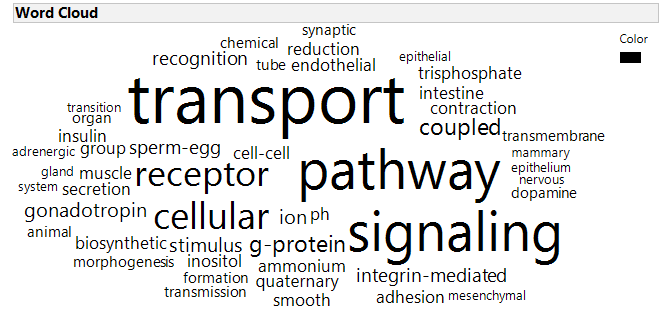 Word Cloud
Color
synaptic
chemical
reduction
recognition
tube
endothelial
epithelial
trisphosphate
transport
intestine
contraction
transition
organ
insulin
coupled
transmembrane
adrenergic
group
sperm-egg
cell-cell
mammary
gland
muscle
receptor
pathway
epithelium
nervous
system
secretion
dopamine
gonadotropin
cellular
ion
ph
signaling
animal
biosynthetic
stimulus
g-protein
morphogenesis
inositol
ammonium
integrin-mediated
formation
quaternary
transmission
smooth
adhesion
mesenchymal